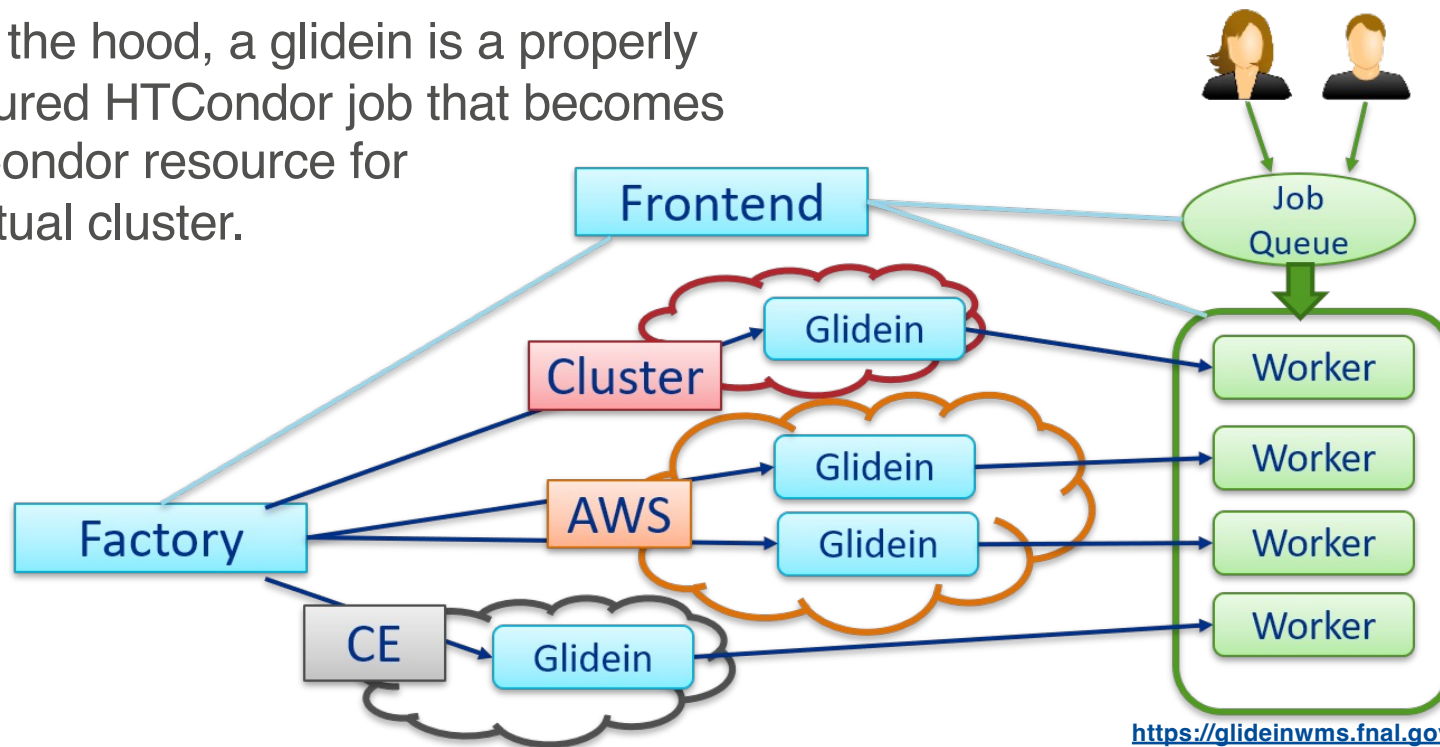 the hood, a glidein is a properly
ured HTCondor job that becomes
ondor resource for
tual cluster.
Frontend
Job
Queue
Glidein
Cluster
Worker
Glidein
Worker
AWS
Factory
Glidein
Worker
CE
Glidein
Worker
https://glideinwms.fnal.gov